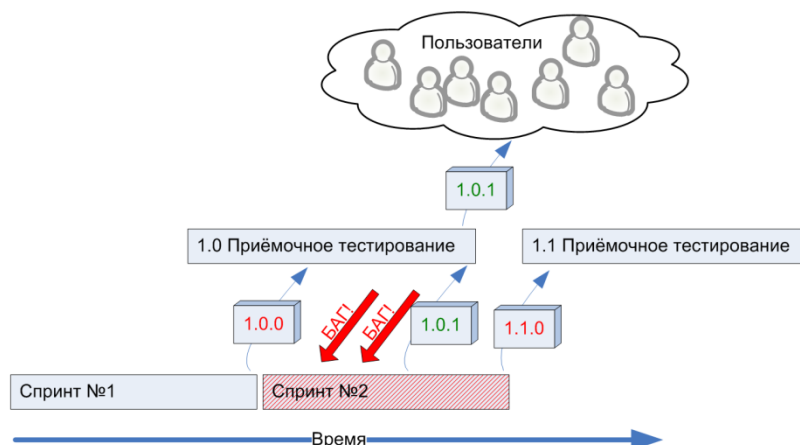 Пользователи
1.0.1
1.0 Приёмочное тестирование
1.1 Приёмочное тестирование
1.0.0
БАГ!
БАГ!
1.0.1
1.1.0
Спринт №1
Спринт №2
Время